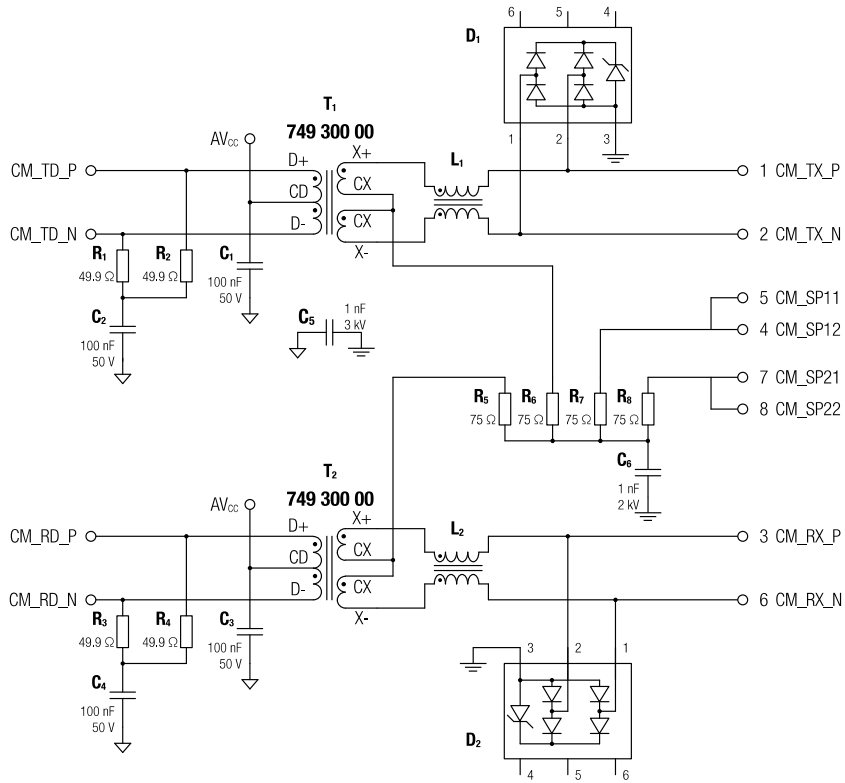 6 5 4
D₁
T₁
749 300 00
1 2 3
AVcc
X+
L₁
CM_TD_P
D+
1 CM_TX_P
CD
CX
CM_TD_N
D-
CX
2 CM_TX_N
X-
R₁
49.9 Ω
R₂
49.9 Ω
C₁
100 nF
50 V
C₂
100 nF
50 V
C₅
1 nF
3 kV
5 CM_SP11
4 CM_SP12
7 CM_SP21
8 CM_SP22
R₅
75 Ω
R₆
75 Ω
R₇
75 Ω
R₈
75 Ω
C₆
1 nF
2 kV
T₂
749 300 00
AVcc
X+
L₂
CM_RD_P
D+
3 CM_RX_P
CD
CX
CM_RD_N
D-
CX
6 CM_RX_N
X-
R₃
49.9 Ω
R₄
49.9 Ω
C₃
100 nF
50 V
C₄
100 nF
50 V
3 2 1
D₂
4 5 6